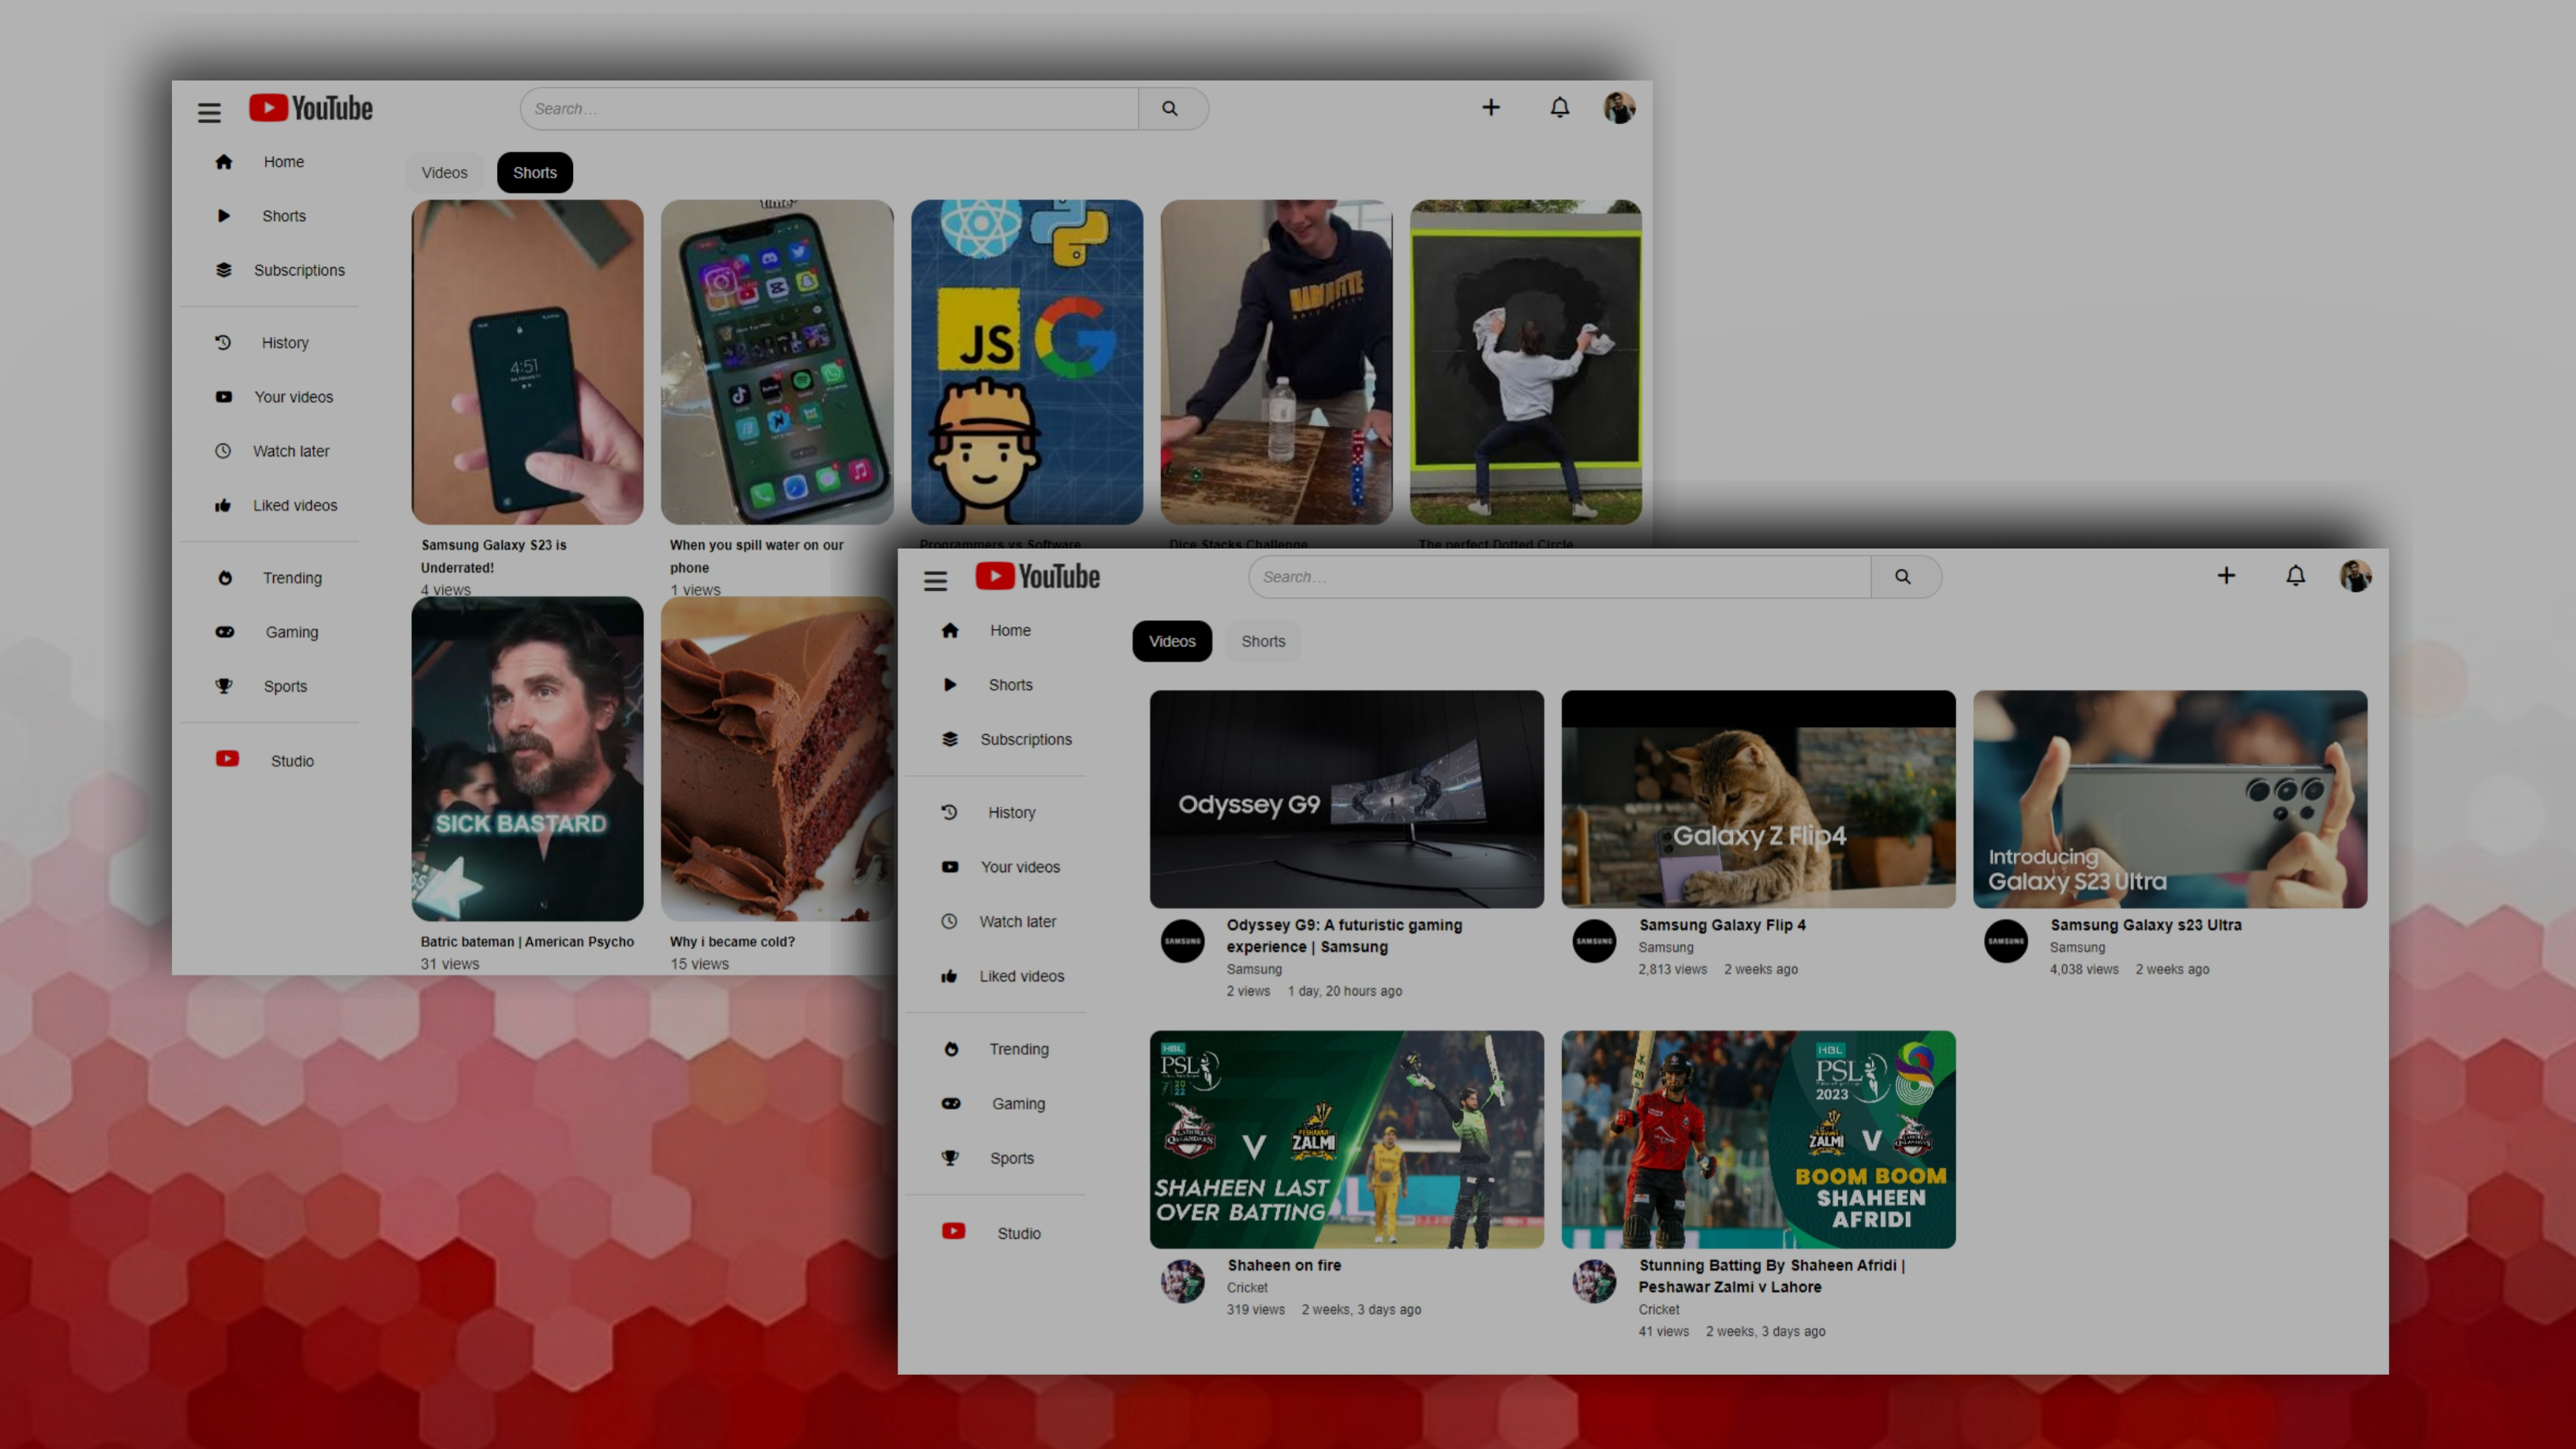 YouTube
Search...
Home
Shorts
Subscriptions
History
Your videos
Watch later
Liked videos
Trending
Gaming
Sports
Studio
Videos
Shorts
4:51
JS
Samsung Galaxy S23 is
Underrated!
4 views
When you spill water on our
phone
1 views
Programmers vs Software
Dice Stacks Challenge
The perfect Dotted Circle
SICK BASTARD
Batric bateman | American Psycho
31 views
Why i became cold?
15 views
YouTube
Search...
Home
Shorts
Subscriptions
History
Your videos
Watch later
Liked videos
Trending
Gaming
Sports
Studio
Videos
Shorts
Odyssey G9
SAMSUNG
Odyssey G9: A futuristic gaming
experience | Samsung
Samsung
2 views 1 day, 20 hours ago
Galaxy Z Flip4
SAMSUNG
Samsung Galaxy Flip 4
Samsung
2,813 views 2 weeks ago
Introducing
Galaxy S23 Ultra
SAMSUNG
Samsung Galaxy s23 Ultra
Samsung
4,038 views 2 weeks ago
HBL
PSL
LAHORE
QALANDARS
V
ZALMI
SHAHEEN LAST
OVER BATTING
Shaheen on fire
Cricket
319 views 2 weeks, 3 days ago
HBL
PSL
2023
ZALMI
V
BOOM BOOM
SHAHEEN
AFRIDI
Stunning Batting By Shaheen Afridi |
Peshawar Zalmi v Lahore
Cricket
41 views 2 weeks, 3 days ago